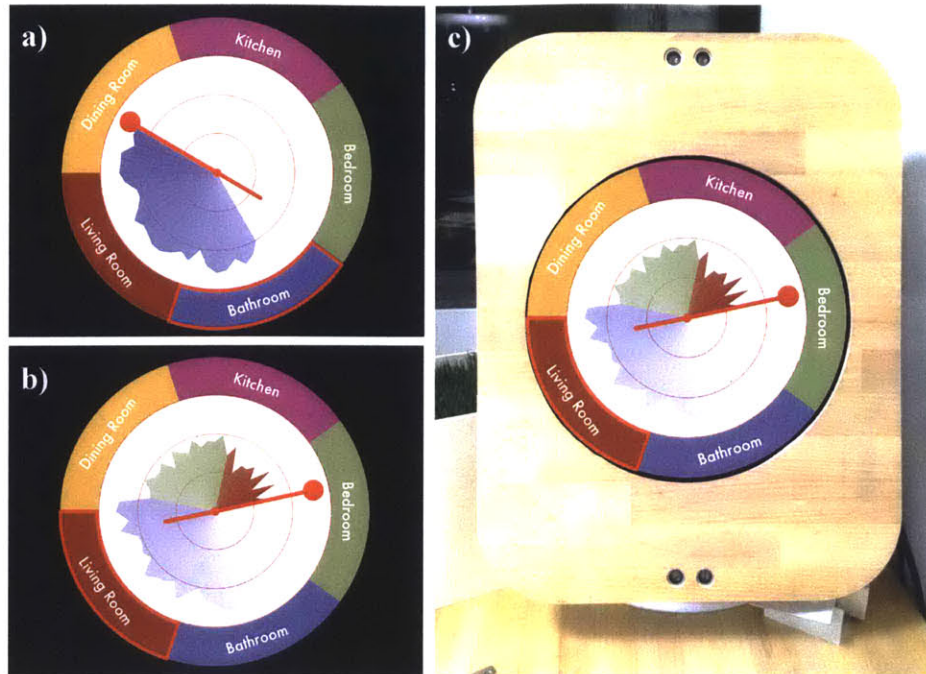 a)
Kitchen
Dining Room
Bedroom
Living Room
Bathroom
b)
Kitchen
Dining Room
Bedroom
Living Room
Bathroom
c)
Kitchen
Dining Room
Bedroom
Living Room
Bathroom